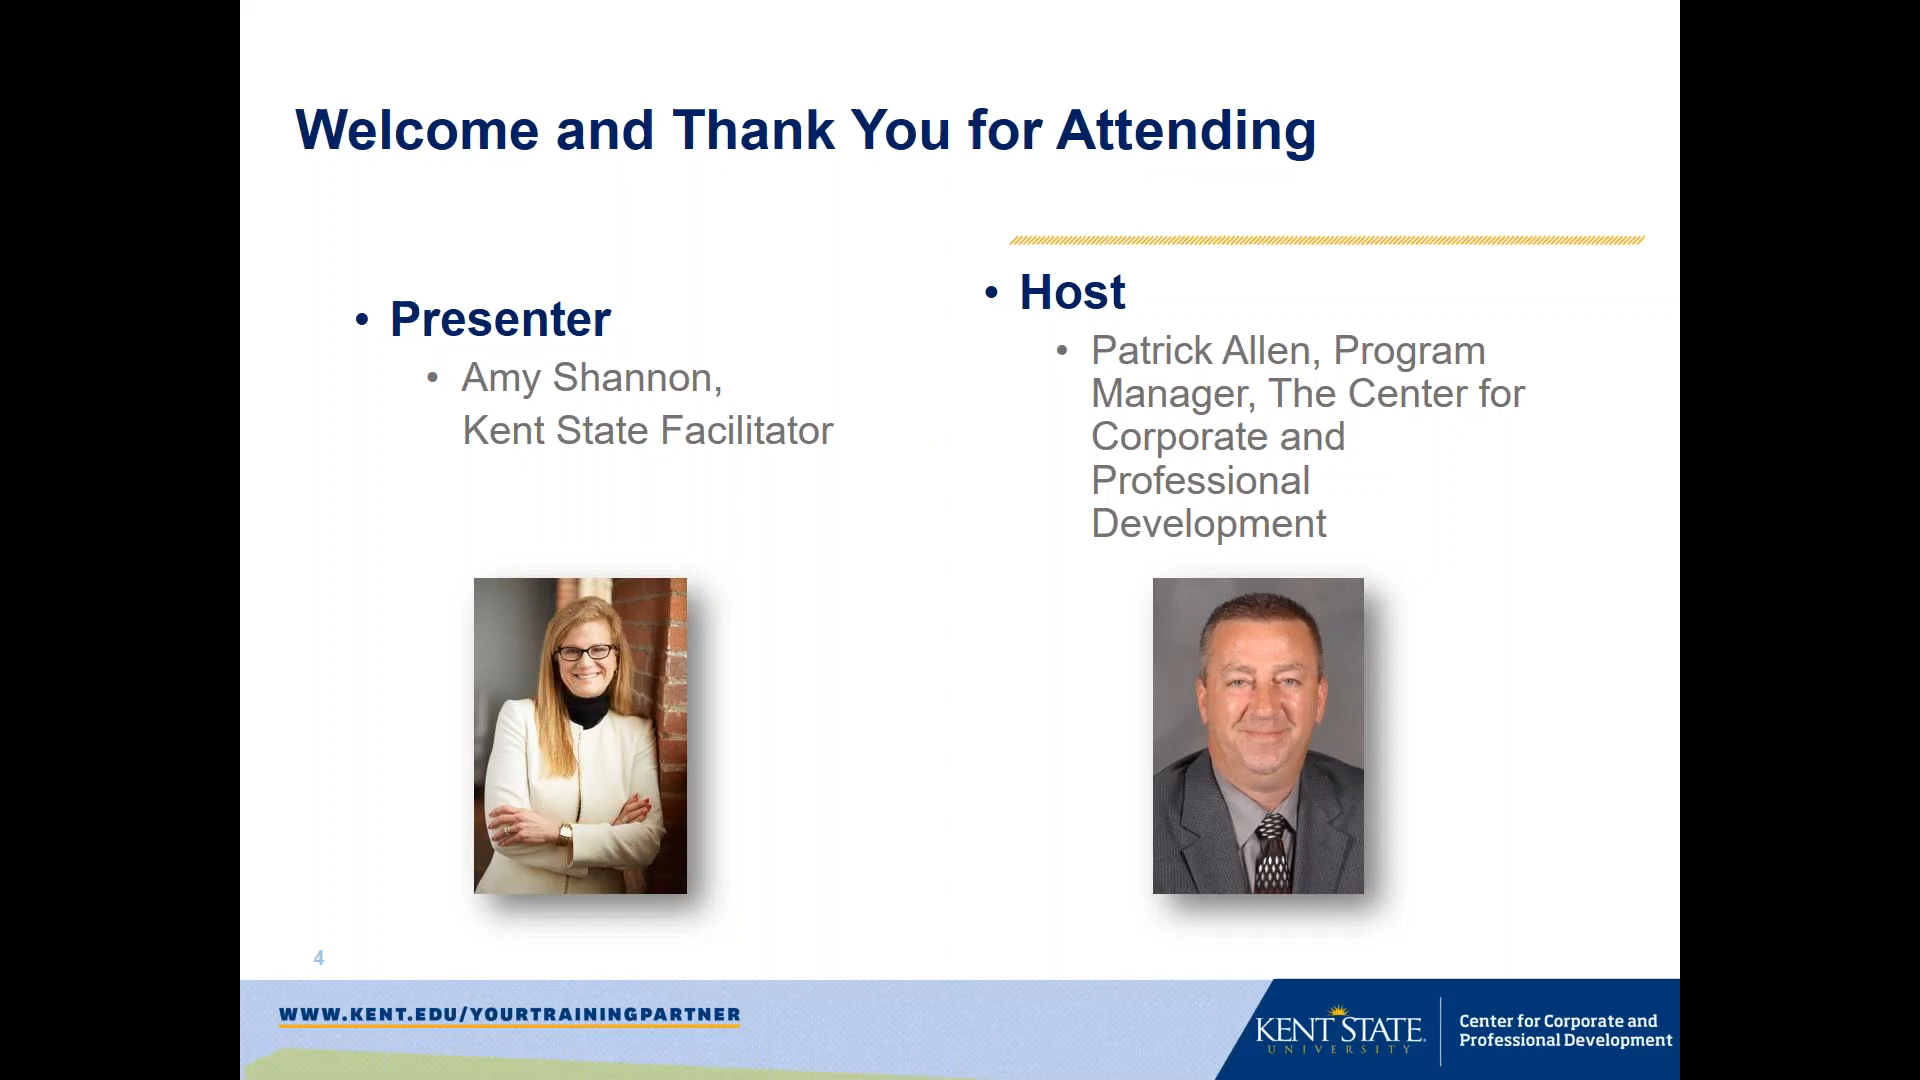 Welcome and Thank You for Attending
• Presenter
• Amy Shannon,
Kent State Facilitator
• Host
• Patrick Allen, Program
Manager, The Center for
Corporate and
Professional
Development
4
WWW.KENT.EDU/YOURTRAININGPARTNER
KENT STATE
UNIVERSITY
Center for Corporate and
Professional Development